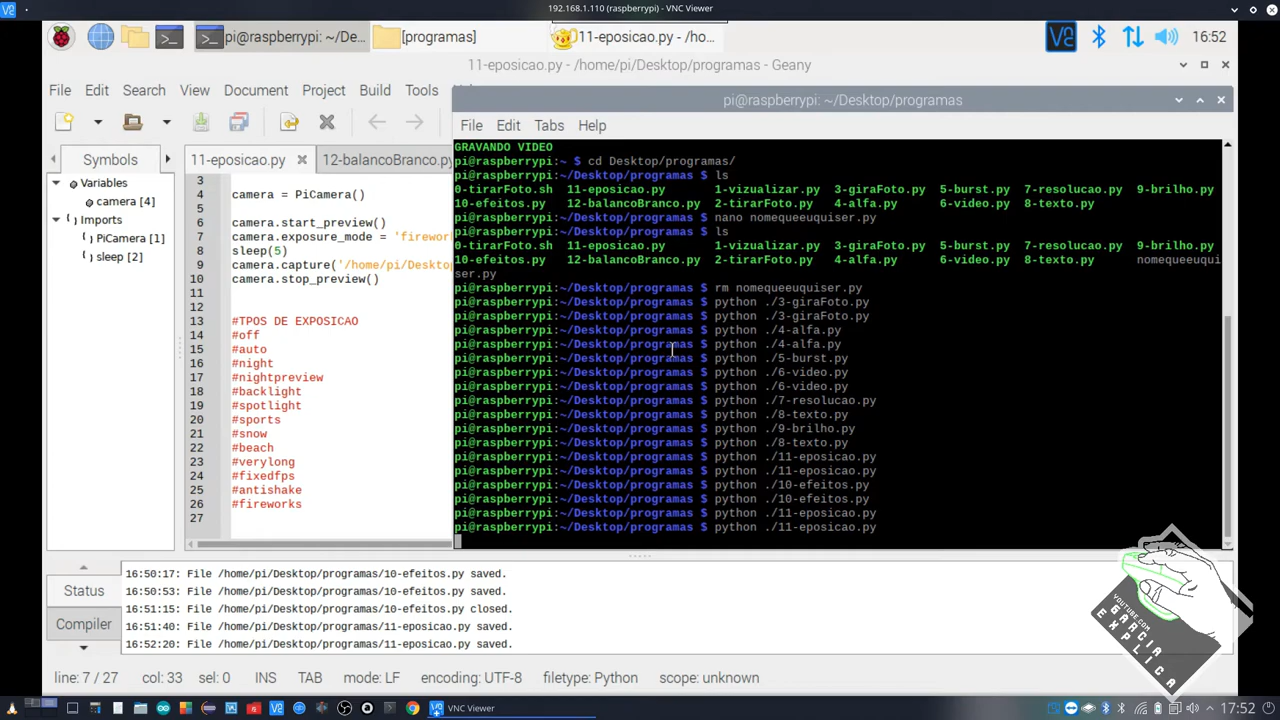 192.168.1.110 (raspberrypi) - VNC Viewer
pi@raspberrypi: ~/De...
[programas]
11-eposicao.py - /ho...
16:52
11-eposicao.py - /home/pi/Desktop/programas - Geany
File Edit Search View Document Project Build Tools
pi@raspberrypi: ~/Desktop/programas
File Edit Tabs Help
Symbols
Variables
camera [4]
Imports
PiCamera [1]
sleep [2]
11-eposicao.py
12-balancoBranco.py
3
4 camera = PiCamera()
5
6 camera.start_preview()
7 camera.exposure_mode = 'firewor
8 sleep(5)
9 camera.capture('/home/pi/Deskto
10 camera.stop_preview()
11
12
13 #TPOS DE EXPOSICAO
14 #off
15 #auto
16 #night
17 #nightpreview
18 #backlight
19 #spotlight
20 #sports
21 #snow
22 #beach
23 #verylong
24 #fixedfps
25 #antishake
26 #fireworks
27
GRAVANDO VIDEO
pi@raspberrypi:~ $ cd Desktop/programas/
pi@raspberrypi:~/Desktop/programas $ ls
0-tirarFoto.sh 11-eposicao.py 1-vizualizar.py 3-giraFoto.py 5-burst.py 7-resolucao.py 9-brilho.py
10-efeitos.py 12-balancoBranco.py 2-tirarFoto.py 4-alfa.py 6-video.py 8-texto.py
pi@raspberrypi:~/Desktop/programas $ nano nomequeeuquiser.py
pi@raspberrypi:~/Desktop/programas $ ls
0-tirarFoto.sh 11-eposicao.py 1-vizualizar.py 3-giraFoto.py 5-burst.py 7-resolucao.py 9-brilho.py
10-efeitos.py 12-balancoBranco.py 2-tirarFoto.py 4-alfa.py 6-video.py 8-texto.py nomequeeuqui
ser.py
pi@raspberrypi:~/Desktop/programas $ rm nomequeeuquiser.py
pi@raspberrypi:~/Desktop/programas $ python ./3-giraFoto.py
pi@raspberrypi:~/Desktop/programas $ python ./3-giraFoto.py
pi@raspberrypi:~/Desktop/programas $ python ./4-alfa.py
pi@raspberrypi:~/Desktop/programas $ python ./4-alfa.py
pi@raspberrypi:~/Desktop/programas $ python ./5-burst.py
pi@raspberrypi:~/Desktop/programas $ python ./6-video.py
pi@raspberrypi:~/Desktop/programas $ python ./6-video.py
pi@raspberrypi:~/Desktop/programas $ python ./7-resolucao.py
pi@raspberrypi:~/Desktop/programas $ python ./8-texto.py
pi@raspberrypi:~/Desktop/programas $ python ./9-brilho.py
pi@raspberrypi:~/Desktop/programas $ python ./8-texto.py
pi@raspberrypi:~/Desktop/programas $ python ./11-eposicao.py
pi@raspberrypi:~/Desktop/programas $ python ./11-eposicao.py
pi@raspberrypi:~/Desktop/programas $ python ./10-efeitos.py
pi@raspberrypi:~/Desktop/programas $ python ./10-efeitos.py
pi@raspberrypi:~/Desktop/programas $ python ./11-eposicao.py
pi@raspberrypi:~/Desktop/programas $ python ./11-eposicao.py
Status
Compiler
16:50:17: File /home/pi/Desktop/programas/10-efeitos.py saved.
16:50:53: File /home/pi/Desktop/programas/10-efeitos.py saved.
16:51:15: File /home/pi/Desktop/programas/10-efeitos.py closed.
16:51:40: File /home/pi/Desktop/programas/11-eposicao.py saved.
16:52:20: File /home/pi/Desktop/programas/11-eposicao.py saved.
YOUTUBE.COM
GARCIA
EXPLICA
line: 7 / 27 col: 33 sel: 0 INS TAB mode: LF encoding: UTF-8 filetype: Python scope: unknown
VNC Viewer
17:52